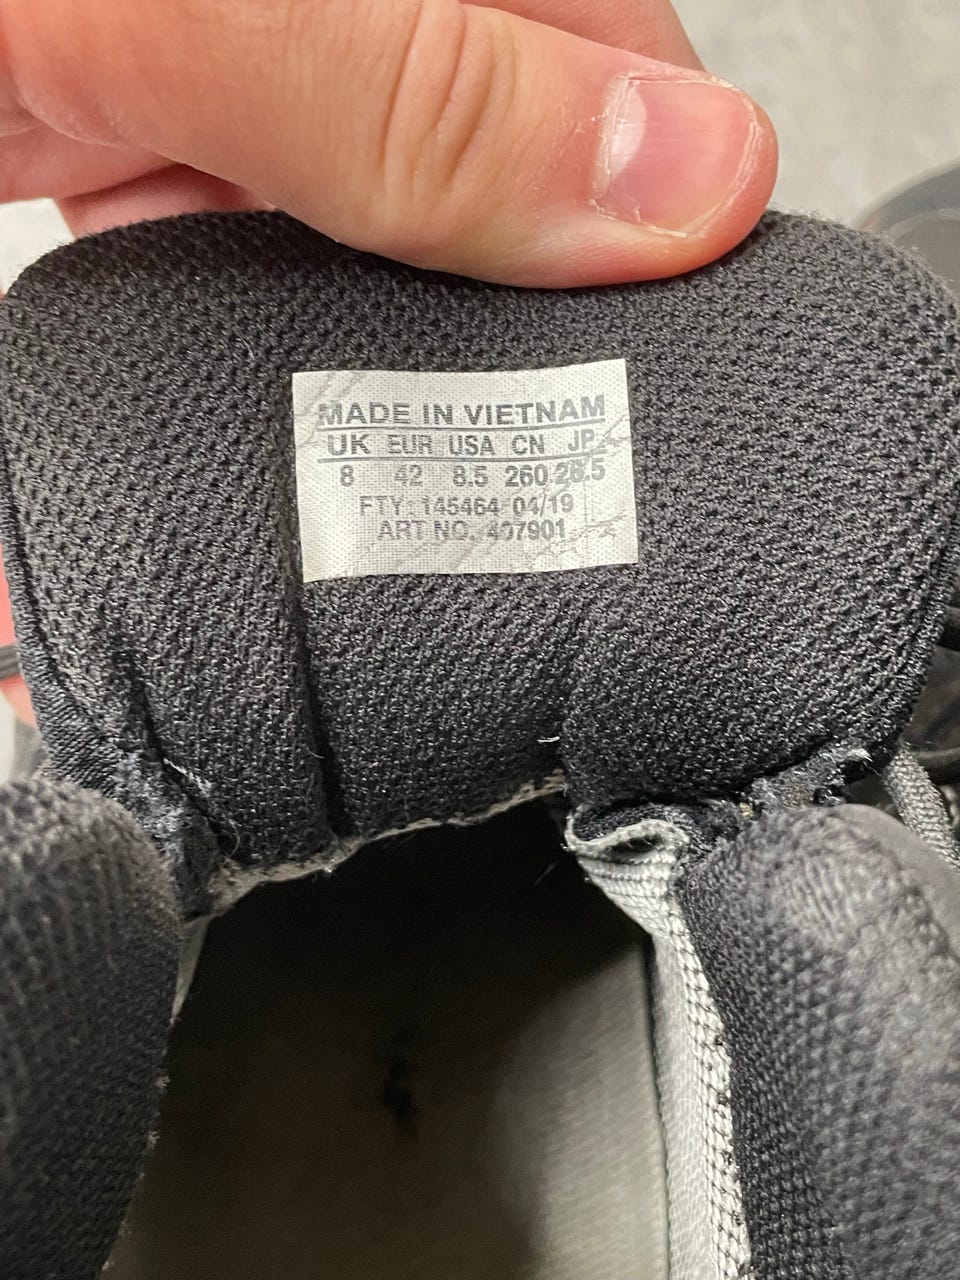 MADE IN VIETNAM
UK EUR USA CN JP
8 42 8.5 260 26.5
FTY: 145464 04/19
ART NO. 407901